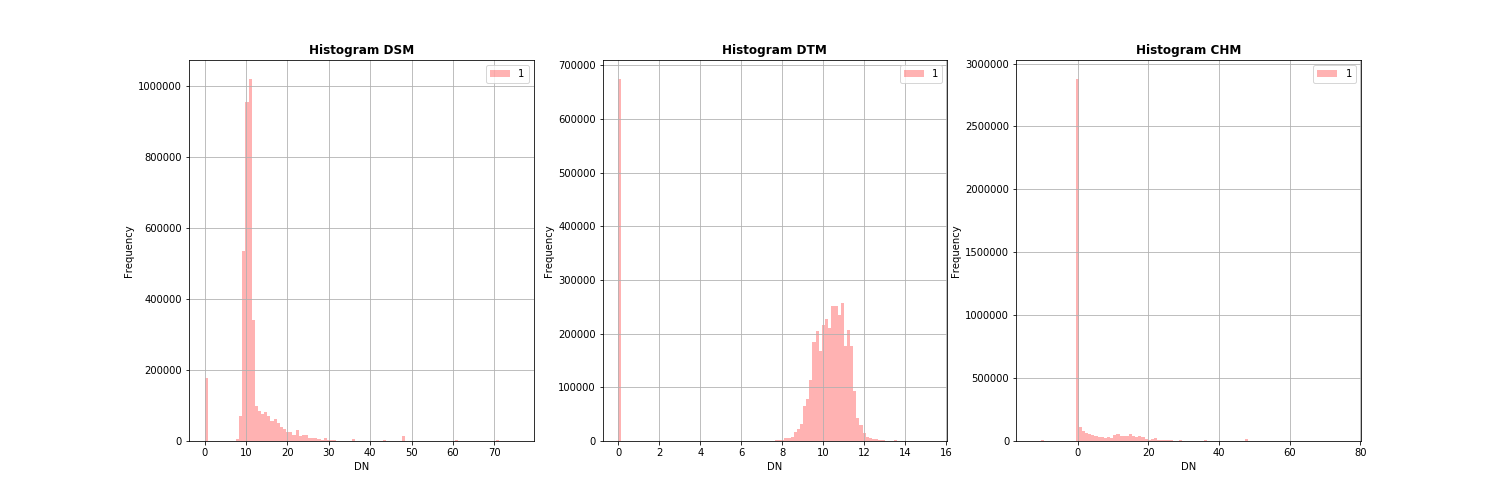 Histogram DSM
1
1000000
800000
600000
400000
200000
0
Frequency
0 10 20 30 40 50 60 70
DN
Histogram DTM
1
700000
600000
500000
400000
300000
200000
100000
0
Frequency
0 2 4 6 8 10 12 14 16
DN
Histogram CHM
1
3000000
2500000
2000000
1500000
1000000
500000
0
Frequency
0 20 40 60 80
DN